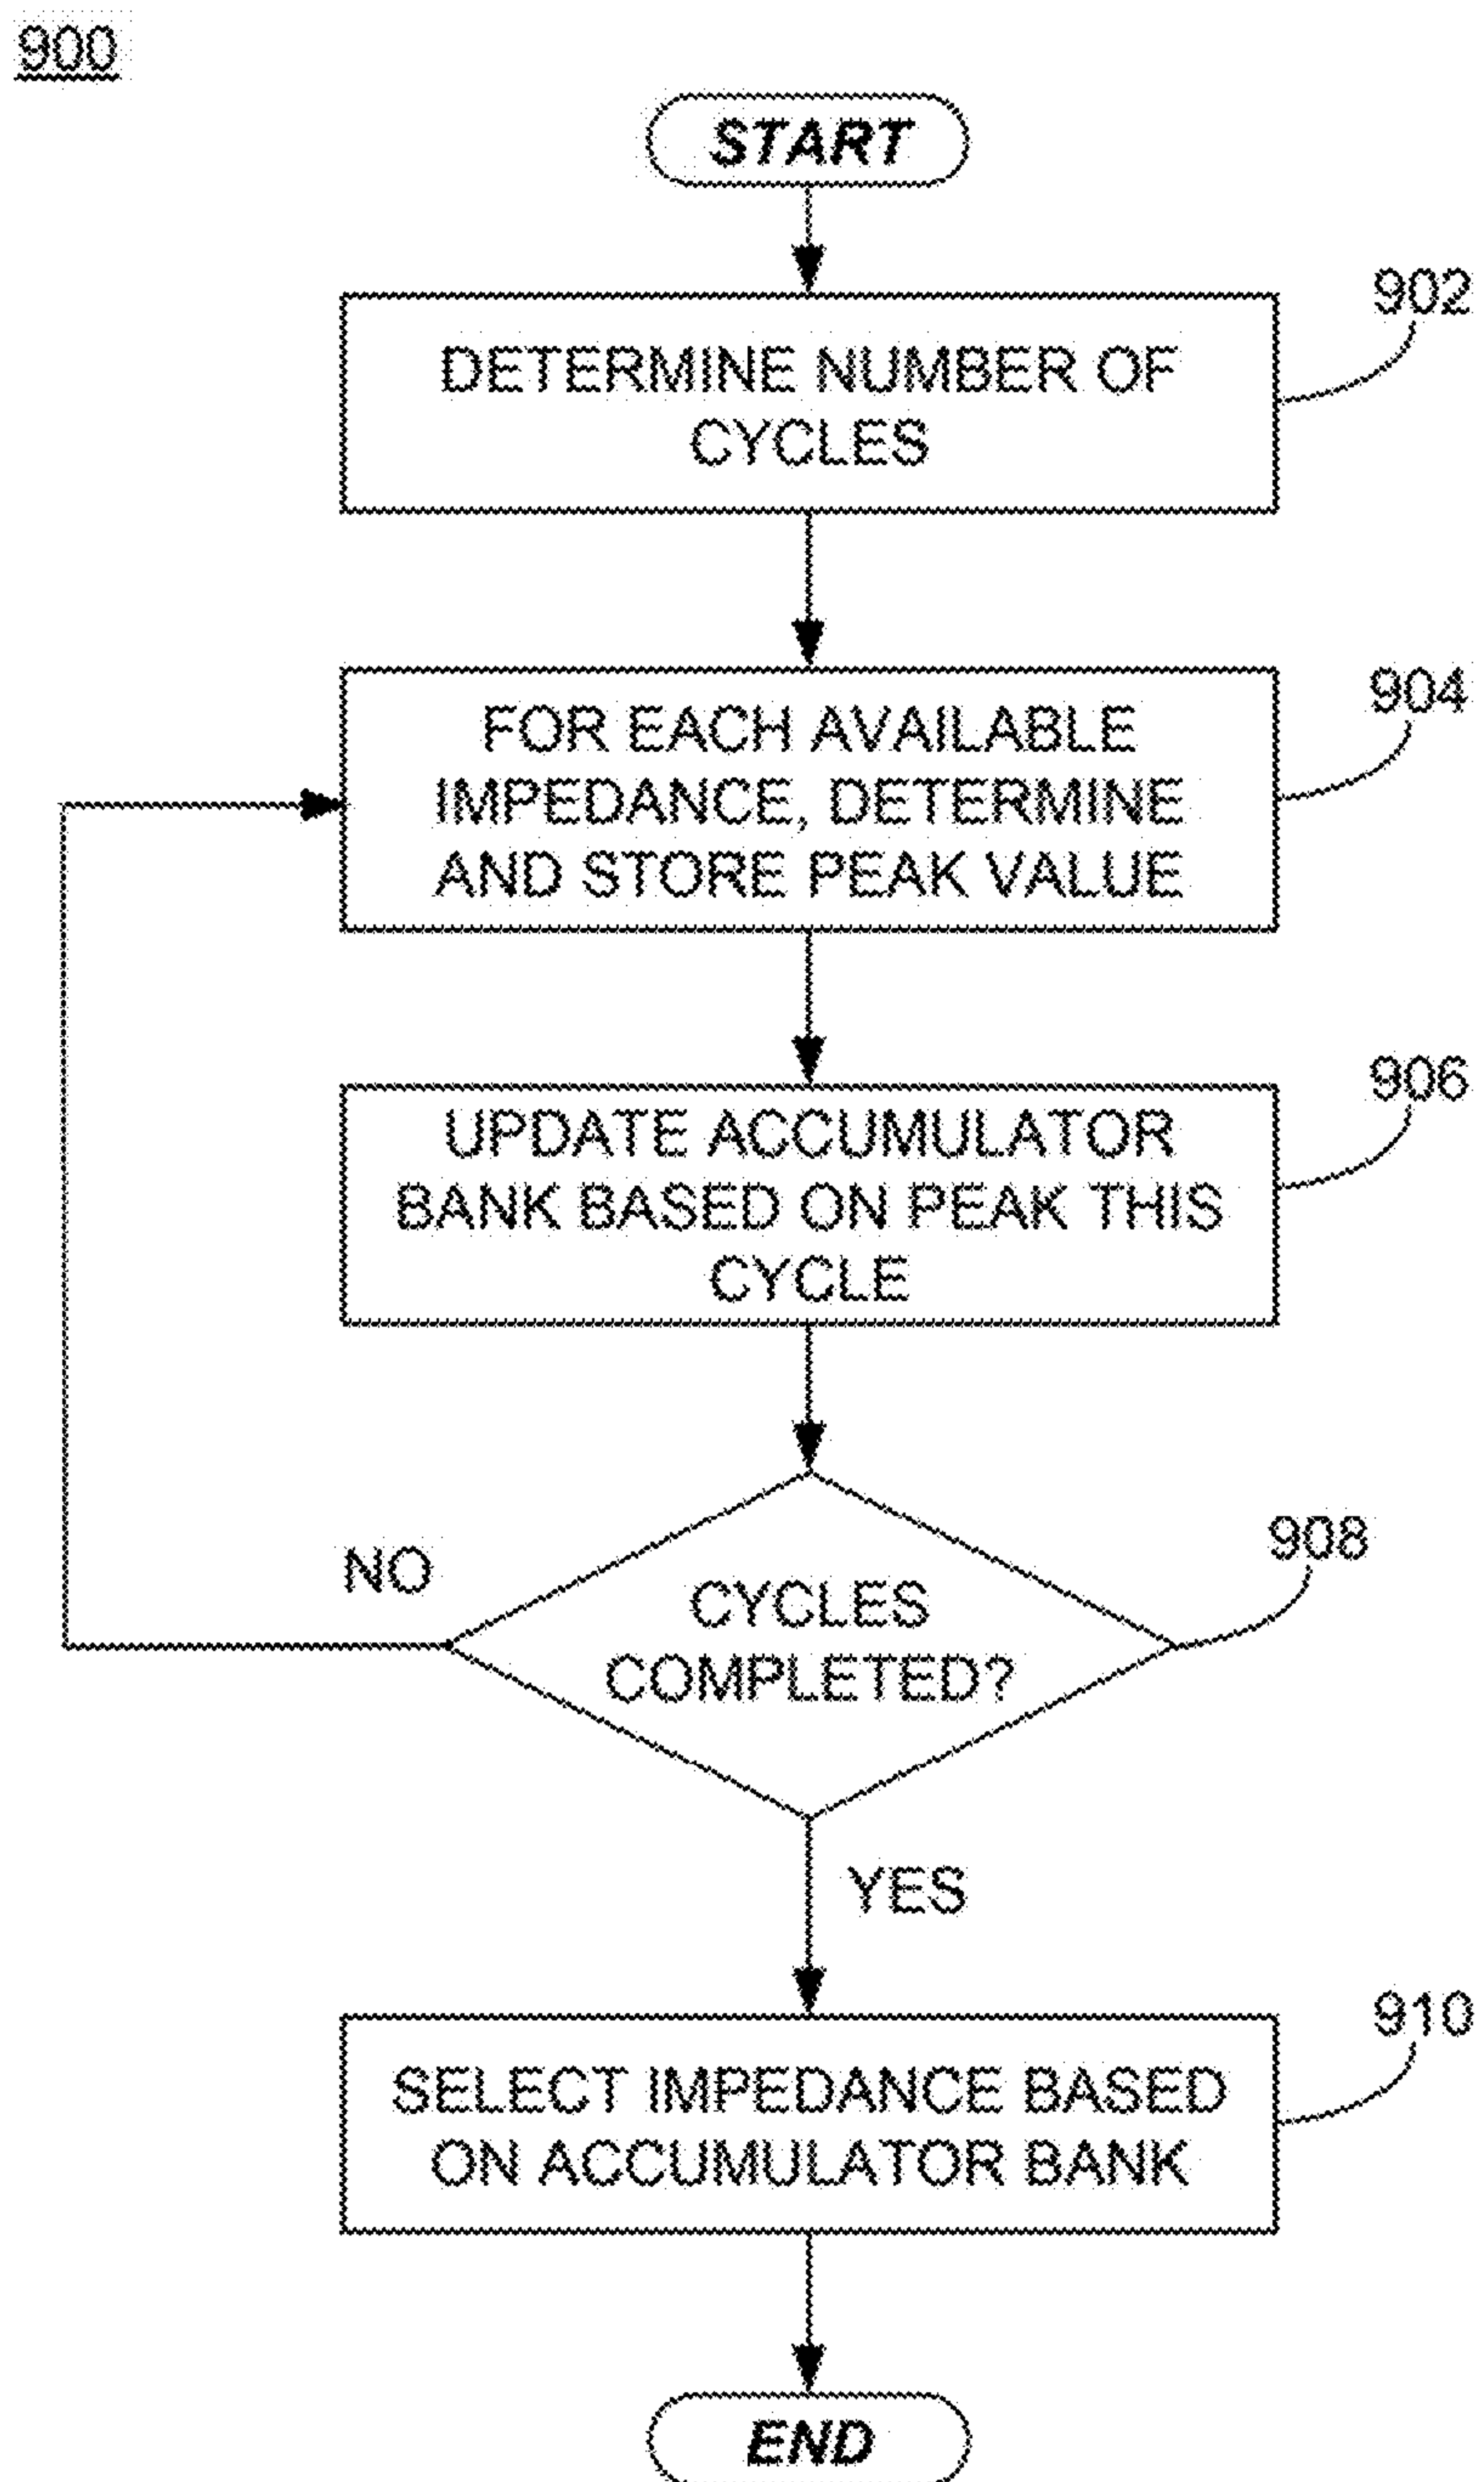 900
START
902
DETERMINE NUMBER OF
CYCLES
904
FOR EACH AVAILABLE
IMPEDANCE, DETERMINE
AND STORE PEAK VALUE
906
UPDATE ACCUMULATOR
BANK BASED ON PEAK THIS
CYCLE
908
NO
CYCLES
COMPLETED?
YES
910
SELECT IMPEDANCE BASED
ON ACCUMULATOR BANK
END